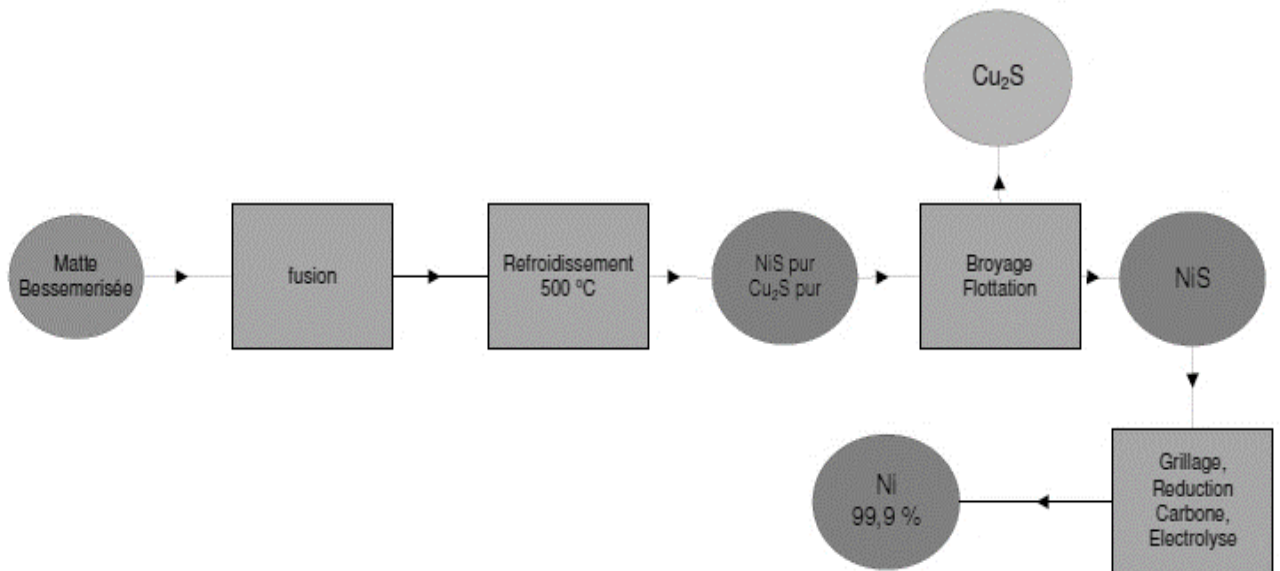 Cu₂S
Matte
Bessemerisée
fusion
Refroidissement
500 ºC
NiS pur
Cu₂S pur
Broyage
Flottation
NiS
Grillage,
Reduction
Carbone,
Electrolyse
Ni
99,9 %